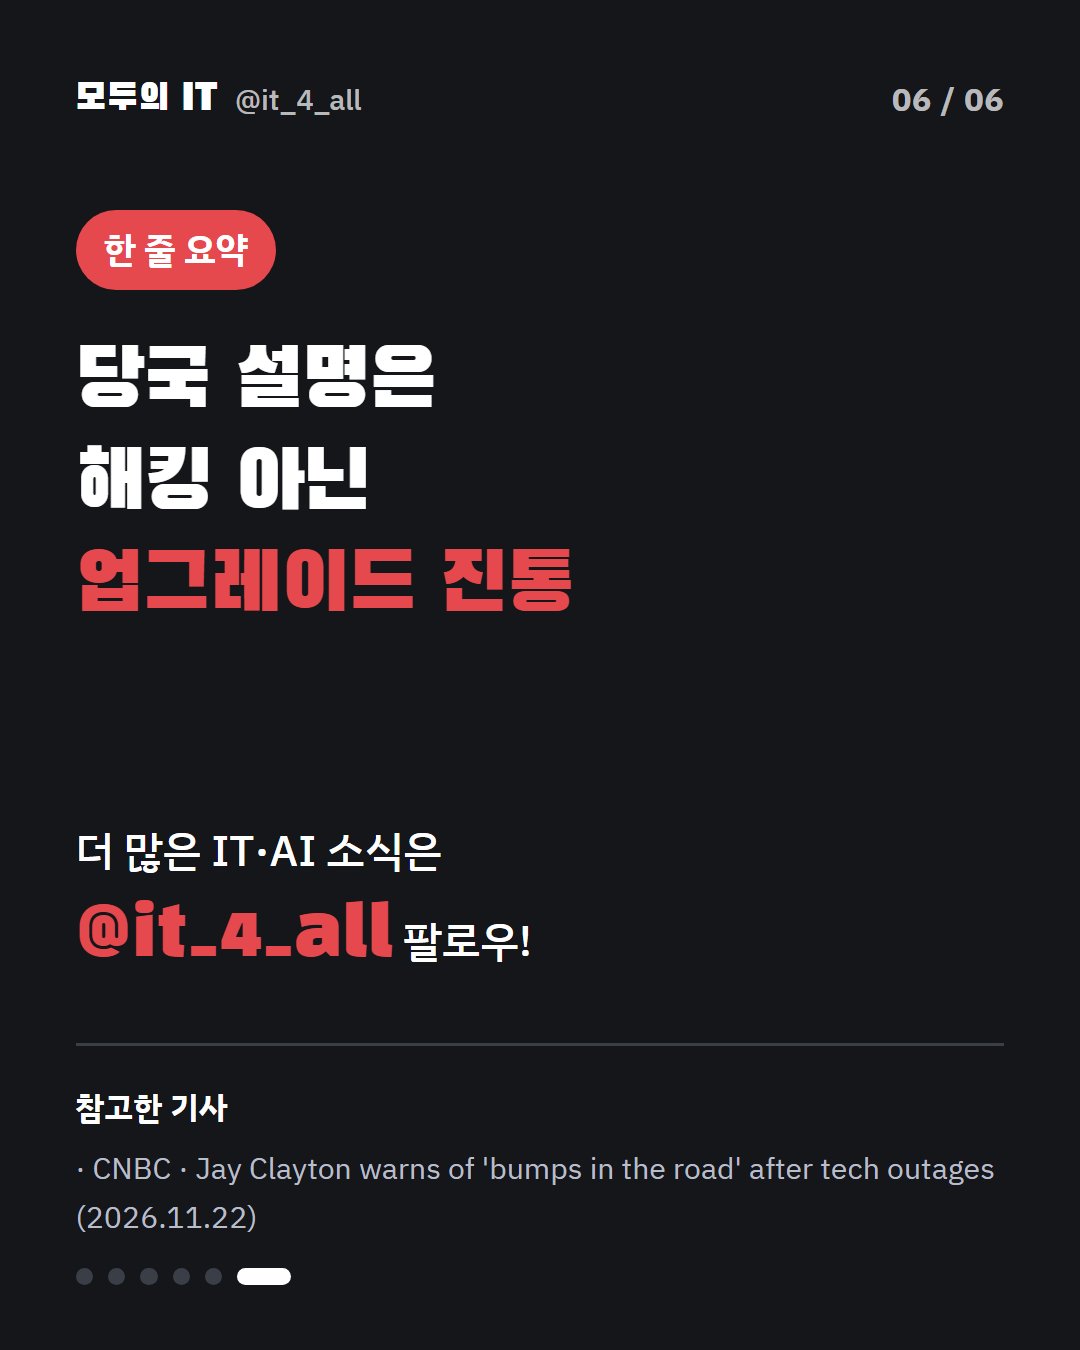 모두의 IT @it_4_all
06 / 06
한 줄 요약
당국 설명은
해킹 아닌
업그레이드 진통
더 많은 IT·AI 소식은
@it_4_all 팔로우!
참고한 기사
· CNBC · Jay Clayton warns of 'bumps in the road' after tech outages
(2026.11.22)